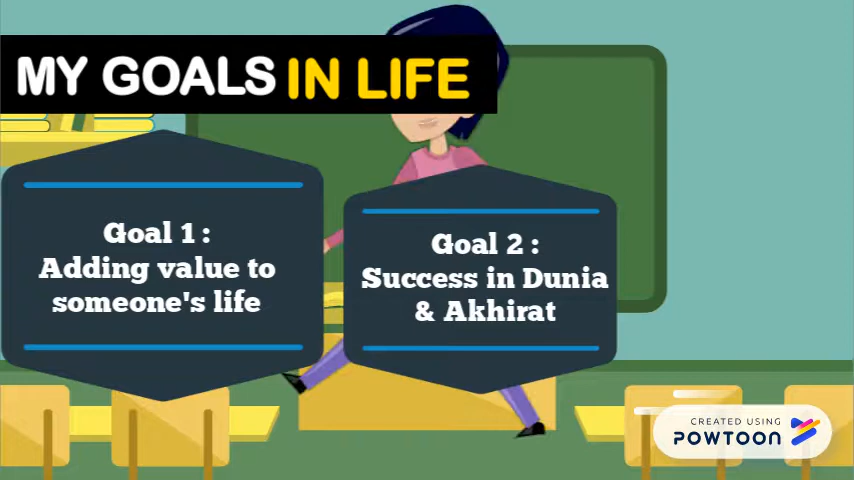 MY GOALS IN LIFE
Goal 1 :
Adding value to
someone's life
Goal 2 :
Success in Dunia
& Akhirat
CREATED USING
POWTOON